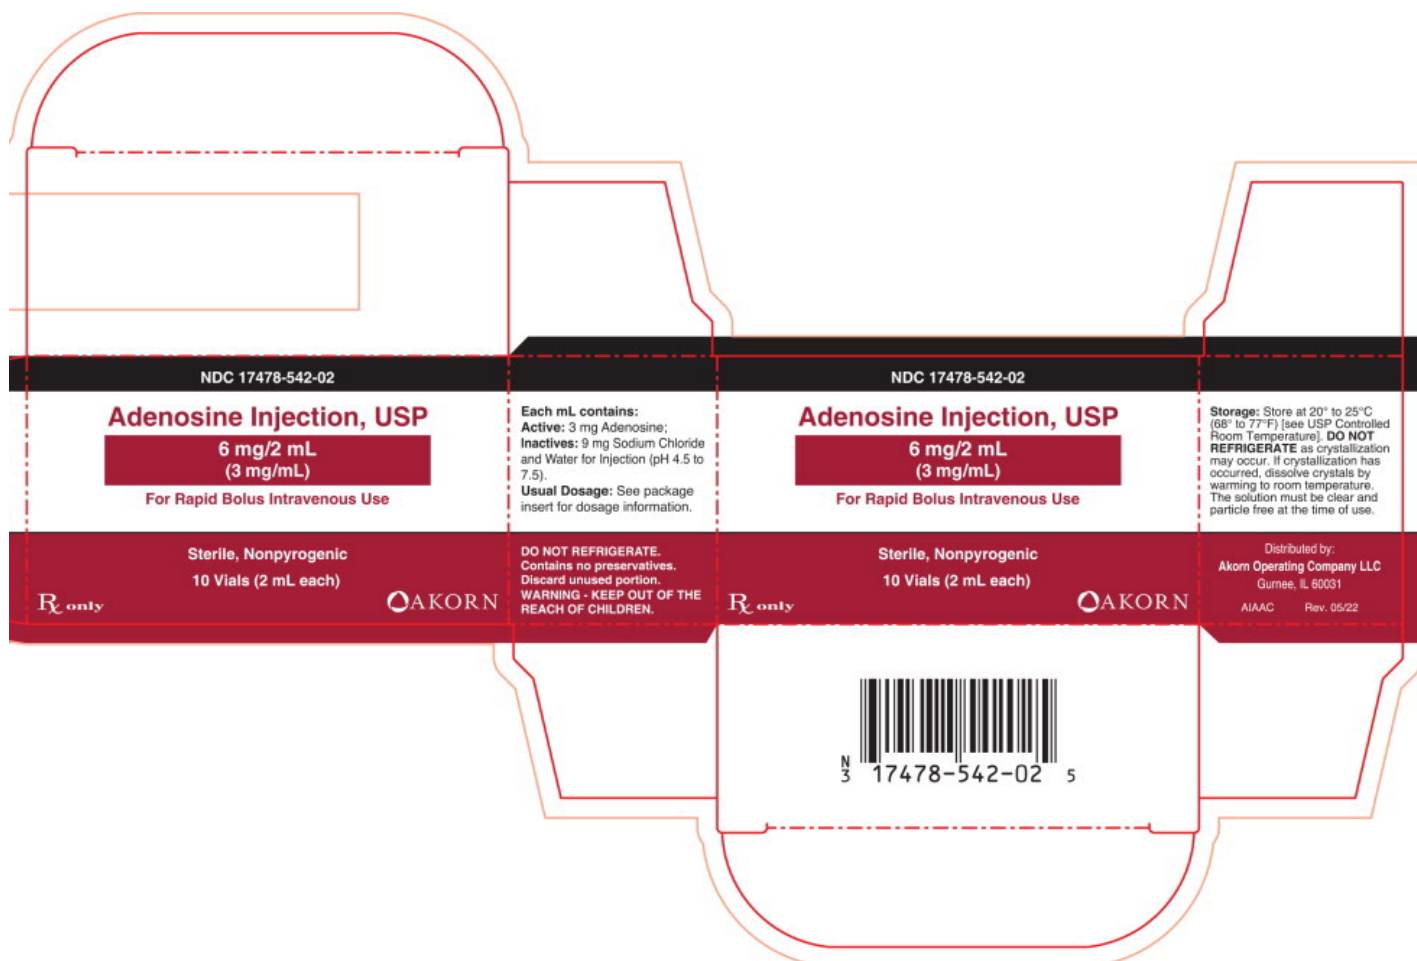 NDC 17478-542-02
Adenosine Injection, USP
6 mg/2 mL
(3 mg/mL)
For Rapid Bolus Intravenous Use
Sterile, Nonpyrogenic
10 Vials (2 mL each)
Rx only
AKORN
Each mL contains:
Active: 3 mg Adenosine;
Inactives: 9 mg Sodium Chloride
and Water for Injection (pH 4.5 to
7.5).
Usual Dosage: See package
insert for dosage information.
DO NOT REFRIGERATE.
Contains no preservatives.
Discard unused portion.
WARNING - KEEP OUT OF THE
REACH OF CHILDREN.
NDC 17478-542-02
Adenosine Injection, USP
6 mg/2 mL
(3 mg/mL)
For Rapid Bolus Intravenous Use
Sterile, Nonpyrogenic
10 Vials (2 mL each)
Rx only
AKORN
Storage: Store at 20° to 25°C
(68° to 77°F) [see USP Controlled
Room Temperature]. DO NOT
REFRIGERATE as crystallization
may occur. If crystallization has
occurred, dissolve crystals by
warming to room temperature.
The solution must be clear and
particle free at the time of use.
Distributed by:
Akorn Operating Company LLC
Gurnee, IL 60031
AIAAC Rev. 05/22
N
3 17478-542-02 5